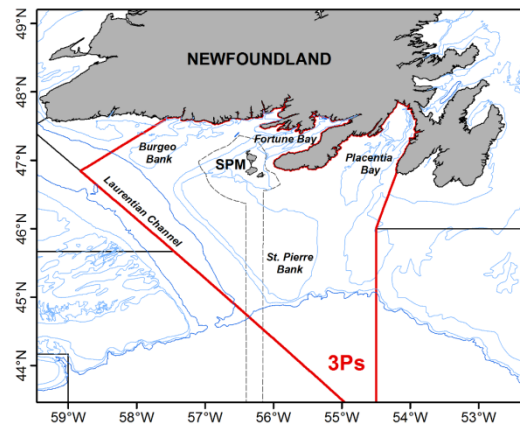 49°N
NEWFOUNDLAND
48°N
Fortune Bay
Burgeo
Bank
SPM
Placentia
Bay
47°N
Laurentian Channel
46°N
St. Pierre
Bank
45°N
3Ps
44°N
59°W
58°W
57°W
56°W
55°W
54°W
53°W